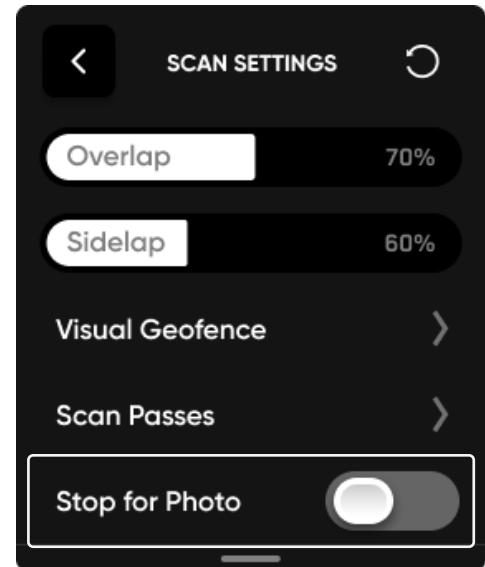 SCAN SETTINGS
Overlap 70%
Sidelap 60%
Visual Geofence
Scan Passes
Stop for Photo